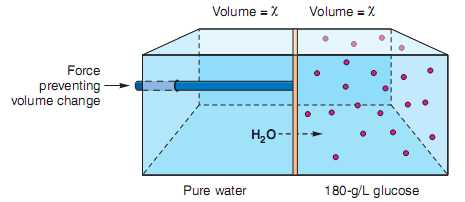 Volume = X
Volume = X
Force
preventing
volume change
H₂O
Pure water
180-g/L glucose